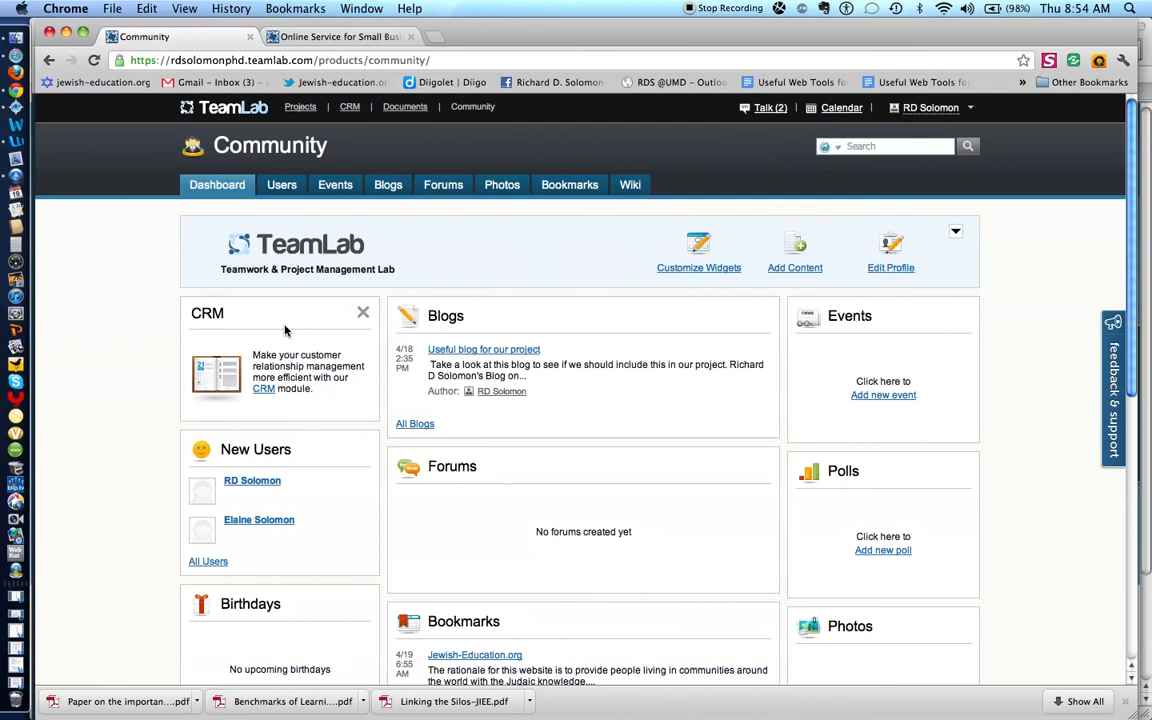 Chrome File Edit View History Bookmarks Window Help Stop Recording (98%) Thu 8:54 AM
Community Online Service for Small Busi
https://rdsolomonphd.teamlab.com/products/community/
jewish-education.org Gmail – Inbox (3) – Jewish-education.or Diigolet | Diigo Richard D. Solomon RDS @UMD – Outloo Useful Web Tools fo Useful Web Tools fo » Other Bookmarks
TeamLab Projects | CRM | Documents | Community Talk (2) | Calendar | RD Solomon
Community Search
Dashboard Users Events Blogs Forums Photos Bookmarks Wiki
TeamLab
Teamwork & Project Management Lab
Customize Widgets Add Content Edit Profile
CRM
Make your customer
relationship management
more efficient with our
CRM module.
New Users
RD Solomon
Elaine Solomon
All Users
Birthdays
No upcoming birthdays
Blogs
4/18
2:35
PM
Useful blog for our project
Take a look at this blog to see if we should include this in our project. Richard
D Solomon's Blog on...
Author: RD Solomon
All Blogs
Forums
No forums created yet
Bookmarks
4/19
6:55
AM
Jewish-Education.org
The rationale for this website is to provide people living in communities around
the world with the Judaic knowledge....
Events
Click here to
Add new event
Polls
Click here to
Add new poll
Photos
feedback & support
Paper on the importan....pdf Benchmarks of Learni....pdf Linking the Silos-JIEE.pdf Show All